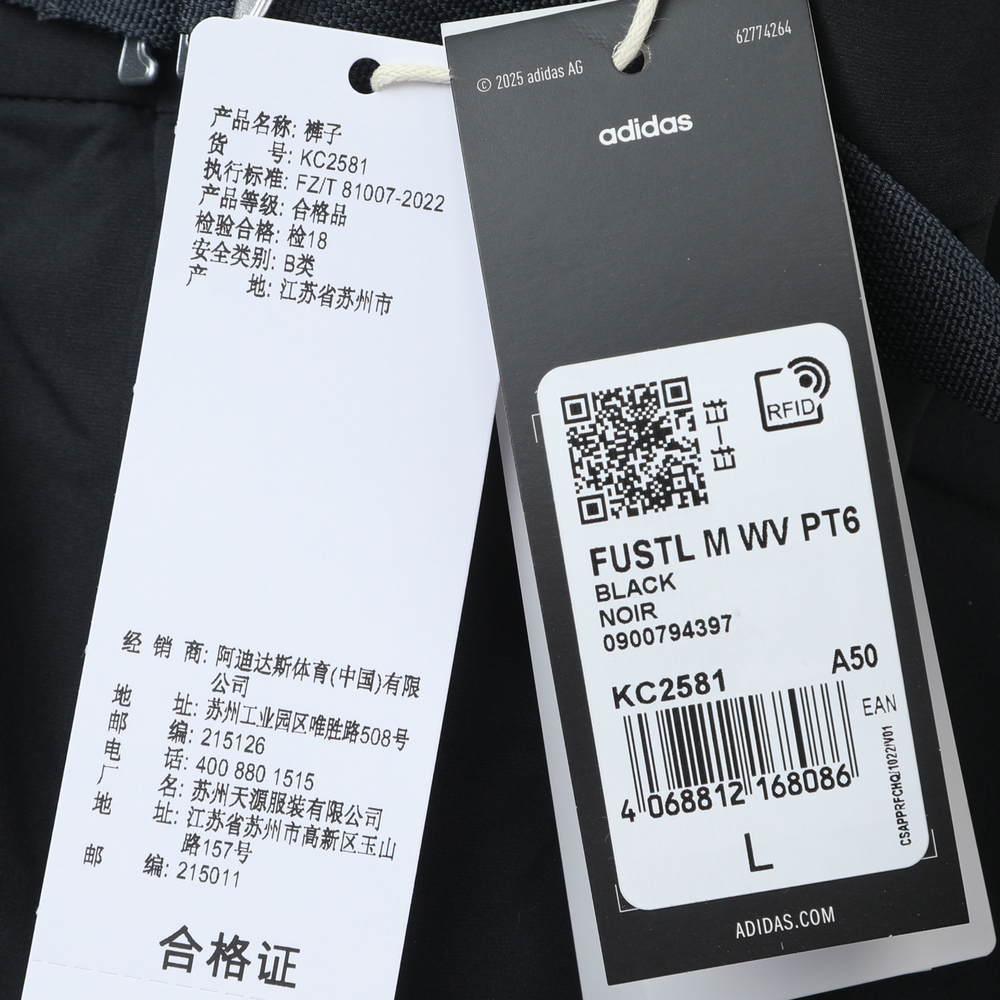 产品名称: 裤子
货 号: KC2581
执行标准: FZ/T 81007-2022
产品等级: 合格品
检验合格: 检18
安全类别: B类
产 地: 江苏省苏州市
经 销 商: 阿迪达斯体育(中国)有限
公司
地 址: 苏州工业园区唯胜路508号
邮 编: 215126
电 话: 400 880 1515
厂 名: 苏州天源服装有限公司
地 址: 江苏省苏州市高新区玉山
路157号
邮 编: 215011
合格证
© 2025 adidas AG
62774264
adidas
扫一扫
RFID
FUSTL M WV PT6
BLACK
NOIR
0900794397
KC2581
A50
EAN
4 068812 168086
CSAPPRFCHQ/1022/V01
L
ADIDAS.COM